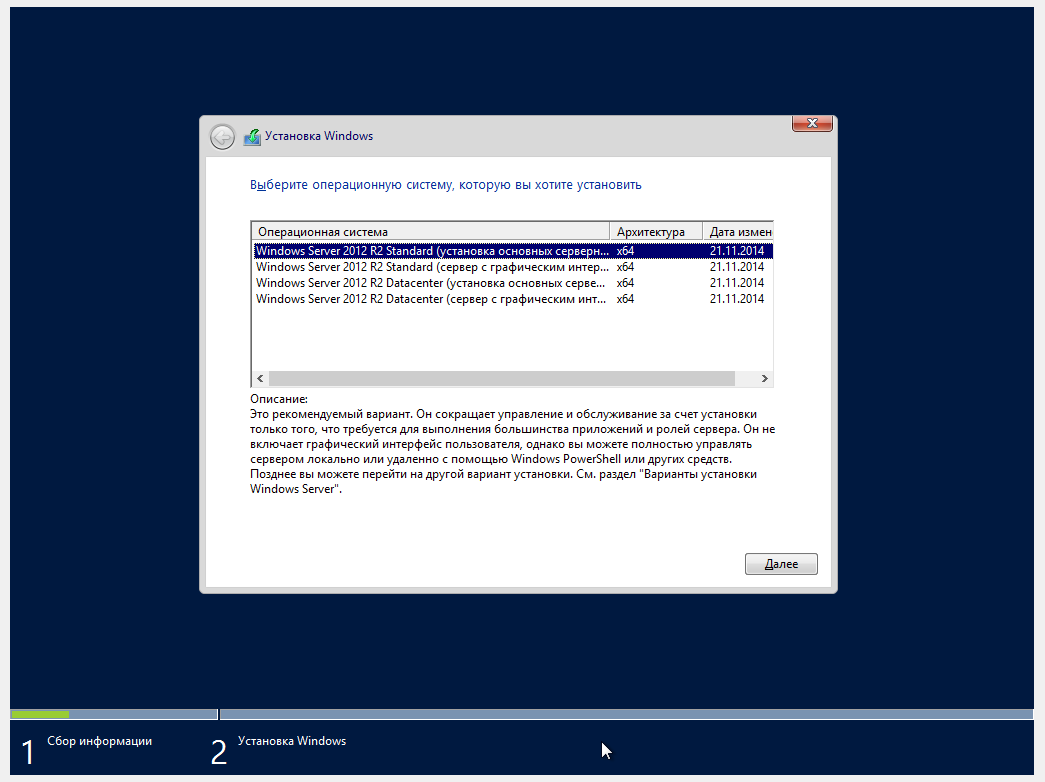 Установка Windows
Выберите операционную систему, которую вы хотите установить
Операционная система Архитектура Дата измен
Windows Server 2012 R2 Standard (установка основных серверн... x64 21.11.2014
Windows Server 2012 R2 Standard (сервер с графическим интер... x64 21.11.2014
Windows Server 2012 R2 Datacenter (установка основных серве... x64 21.11.2014
Windows Server 2012 R2 Datacenter (сервер с графическим инт... x64 21.11.2014
Описание:
Это рекомендуемый вариант. Он сокращает управление и обслуживание за счет установки
только того, что требуется для выполнения большинства приложений и ролей сервера. Он не
включает графический интерфейс пользователя, однако вы можете полностью управлять
сервером локально или удаленно с помощью Windows PowerShell или других средств.
Позднее вы можете перейти на другой вариант установки. См. раздел "Варианты установки
Windows Server".
Далее
1 Сбор информации 2 Установка Windows